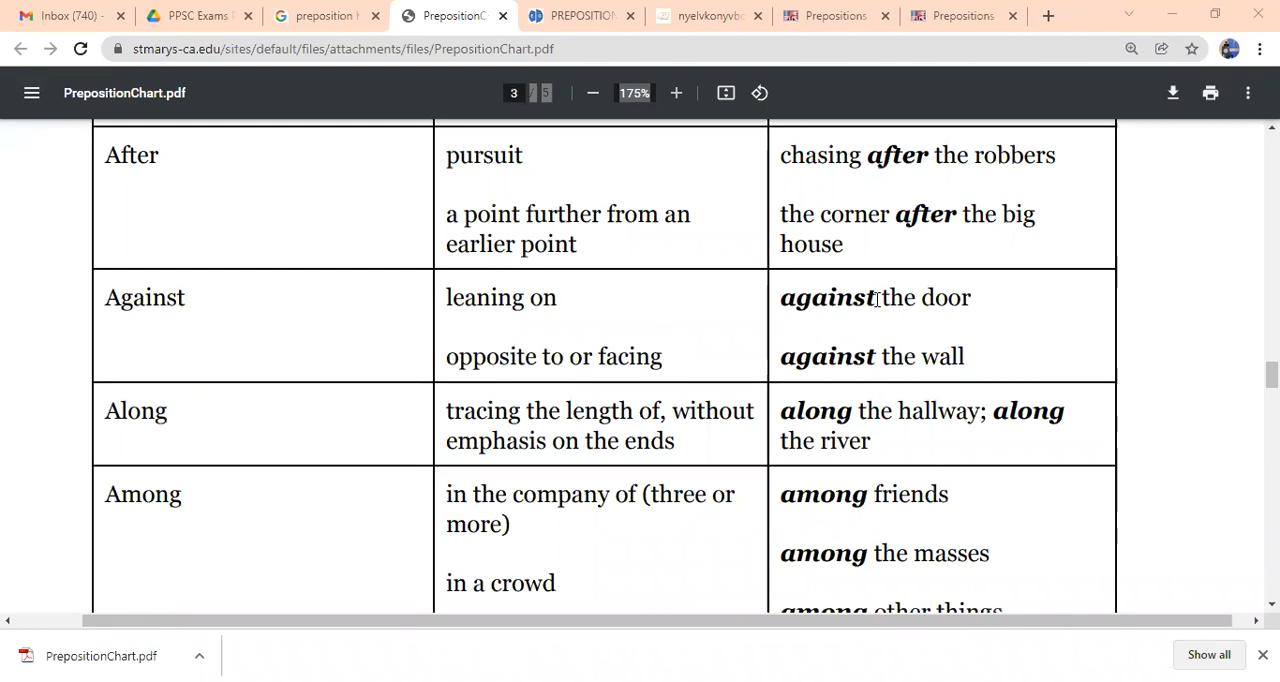 Inbox (740) -
PPSC Exams
preposition
PrepositionC
PREPOSITION
nyelvkonyvbc
Prepositions
Prepositions
stmarys-ca.edu/sites/default/files/attachments/files/PrepositionChart.pdf
PrepositionChart.pdf
3 / 5
175%
After
pursuit
chasing after the robbers
a point further from an
earlier point
the corner after the big
house
Against
leaning on
against the door
opposite to or facing
against the wall
Along
tracing the length of, without
emphasis on the ends
along the hallway; along
the river
Among
in the company of (three or
more)
among friends
among the masses
in a crowd
among other things
PrepositionChart.pdf
Show all